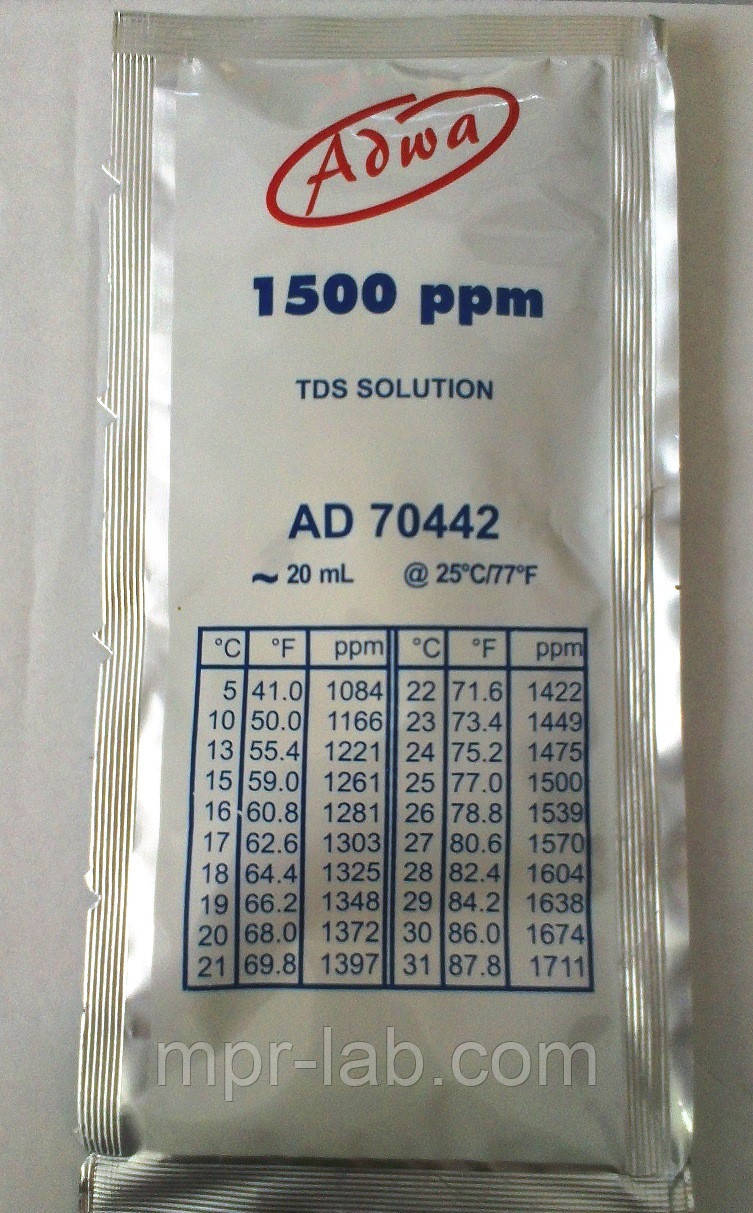 Adwa
1500 ppm
TDS SOLUTION
AD 70442
~ 20 mL @ 25°C/77°F
°C °F ppm °C °F ppm
5 41.0 1084 22 71.6 1422
10 50.0 1166 23 73.4 1449
13 55.4 1221 24 75.2 1475
15 59.0 1261 25 77.0 1500
16 60.8 1281 26 78.8 1539
17 62.6 1303 27 80.6 1570
18 64.4 1325 28 82.4 1604
19 66.2 1348 29 84.2 1638
20 68.0 1372 30 86.0 1674
21 69.8 1397 31 87.8 1711
mpr-lab.com